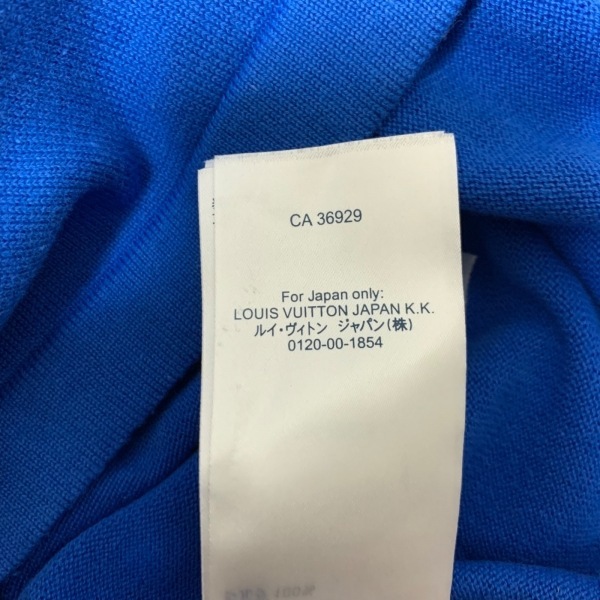 CA 36929
For Japan only:
LOUIS VUITTON JAPAN K.K.
ルイ・ヴィトン ジャパン(株)
0120-00-1854